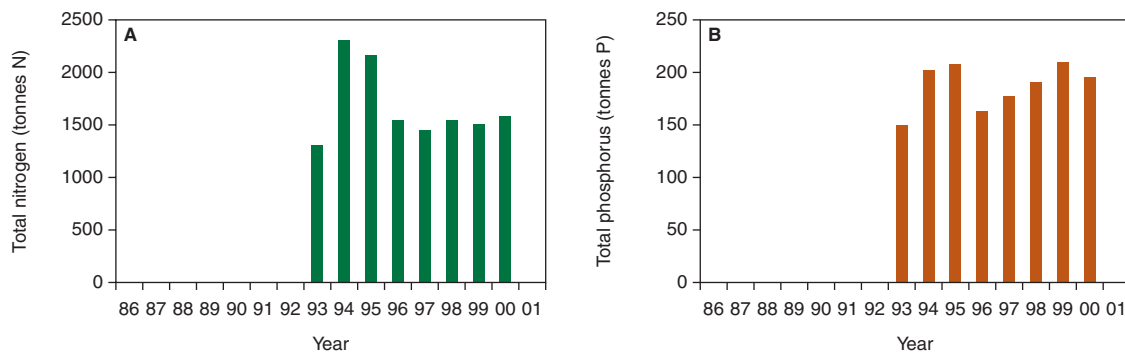 A
Total nitrogen (tonnes N)
2500
2000
1500
1000
500
0
86 87 88 89 90 91 92 93 94 95 96 97 98 99 00 01
Year
B
Total phosphorus (tonnes P)
250
200
150
100
50
0
86 87 88 89 90 91 92 93 94 95 96 97 98 99 00 01
Year